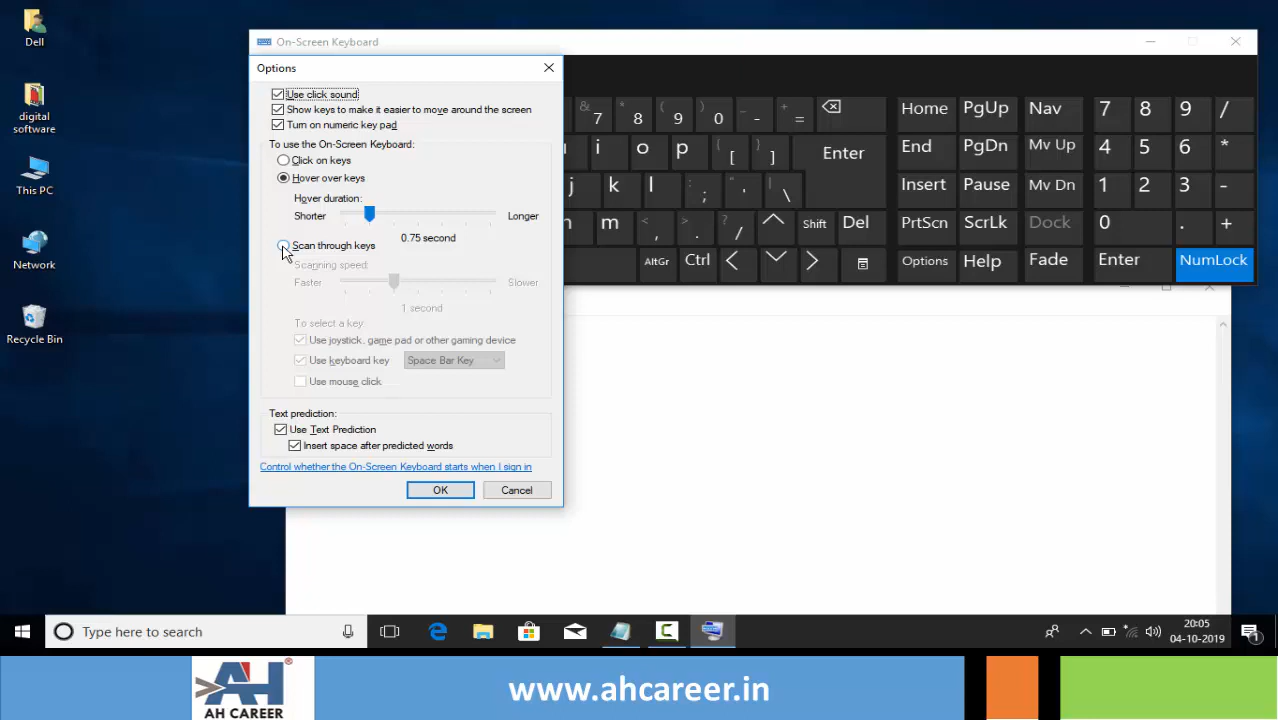 Dell
digital
software
This PC
Network
Recycle Bin
On-Screen Keyboard
Options
Use click sound
Show keys to make it easier to move around the screen
Turn on numeric key pad
To use the On-Screen Keyboard:
Click on keys
Hover over keys
Hover duration:
Shorter
Longer
0.75 second
Scan through keys
Scanning speed:
Faster
Slower
1 second
To select a key:
Use joystick, game pad or other gaming device
Use keyboard key
Space Bar Key
Use mouse click
Text prediction:
Use Text Prediction
Insert space after predicted words
Control whether the On-Screen Keyboard starts when I sign in
OK
Cancel
& 7 * 8 ( 9 ) 0 _ - + = Home PgUp Nav 7 8 9 /
i o p { [ } ] Enter End PgDn Mv Up 4 5 6 *
j k l : ; " ' | \ Insert Pause Mv Dn 1 2 3 -
n m < , > . ? / Shift Del PrtScn ScrLk Dock 0 . +
AltGr Ctrl Options Help Fade Enter NumLock
Type here to search
20:05
04-10-2019
1
AH
®
AH CAREER
www.ahcareer.in